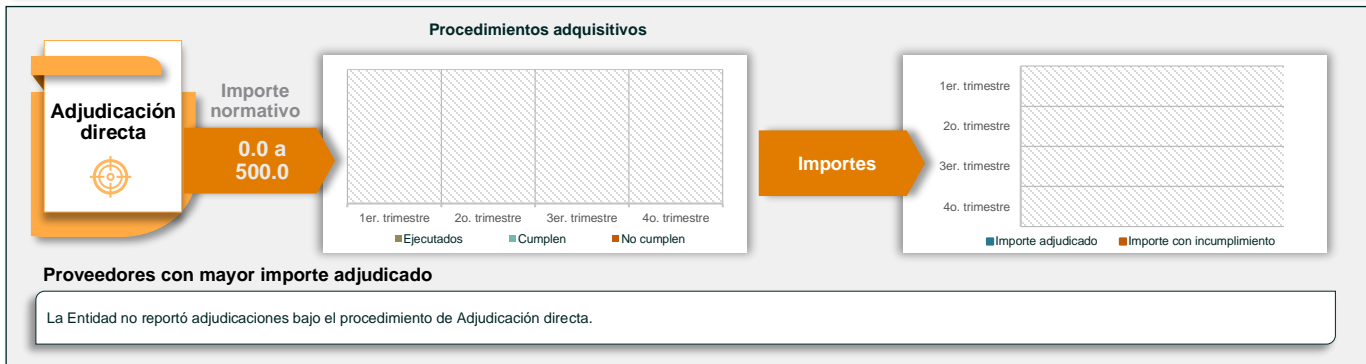 Procedimientos adquisitivos
Adjudicación
directa
Importe
normativo
0.0 a
500.0
1er. trimestre 2o. trimestre 3er. trimestre 4o. trimestre
Ejecutados Cumplen No cumplen
Importes
1er. trimestre
2o. trimestre
3er. trimestre
4o. trimestre
Importe adjudicado Importe con incumplimiento
Proveedores con mayor importe adjudicado
La Entidad no reportó adjudicaciones bajo el procedimiento de Adjudicación directa.